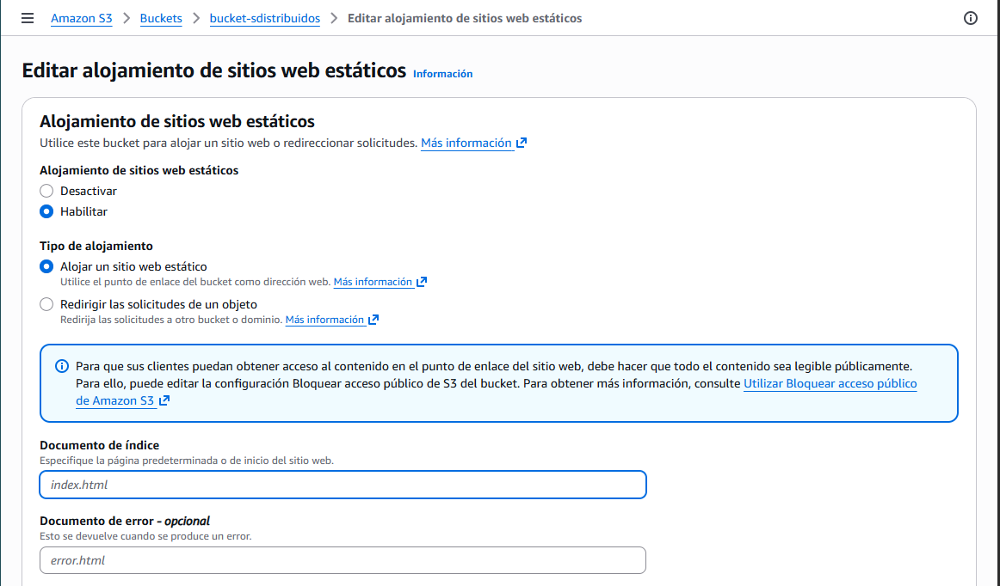 Amazon S3 > Buckets > bucket-sdistribuidos > Editar alojamiento de sitios web estáticos
Editar alojamiento de sitios web estáticos Información
Alojamiento de sitios web estáticos
Utilice este bucket para alojar un sitio web o redireccionar solicitudes. Más información
Alojamiento de sitios web estáticos
Desactivar
Habilitar
Tipo de alojamiento
Alojar un sitio web estático
Utilice el punto de enlace del bucket como dirección web. Más información
Redirigir las solicitudes de un objeto
Redirija las solicitudes a otro bucket o dominio. Más información
Para que sus clientes puedan obtener acceso al contenido en el punto de enlace del sitio web, debe hacer que todo el contenido sea legible públicamente.
Para ello, puede editar la configuración Bloquear acceso público de S3 del bucket. Para obtener más información, consulte Utilizar Bloquear acceso público
de Amazon S3
Documento de índice
Especifique la página predeterminada o de inicio del sitio web.
index.html
Documento de error - opcional
Esto se devuelve cuando se produce un error.
error.html